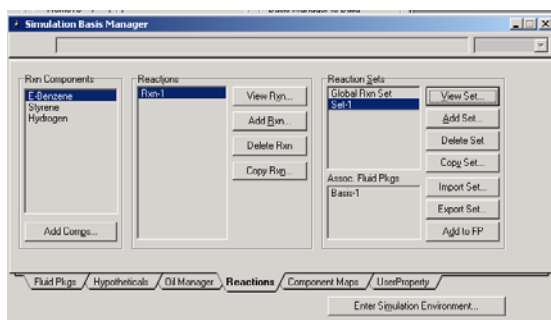 Simulation Basis Manager
Rxn Components
E-Benzene
Styrene
Hydrogen
Add Comps...
Reactions
Rxn-1
View Rxn...
Add Rxn...
Delete Rxn
Copy Rxn...
Reaction Sets
Global Rxn Set
Set-1
Assoc. Fluid Pkgs
Basis-1
View Set...
Add Set...
Delete Set
Copy Set...
Import Set...
Export Set...
Add to FP
Fluid Pkgs
Hypotheticals
Oil Manager
Reactions
Component Maps
UserProperty
Enter Simulation Environment...